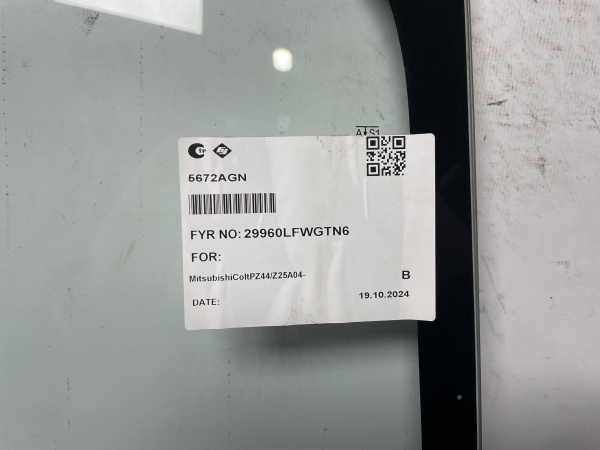 A↓S1
5672AGN
FYR NO: 29960LFWGTN6
FOR:
MitsubishiColtPZ44/Z25A04-
B
DATE: 19.10.2024